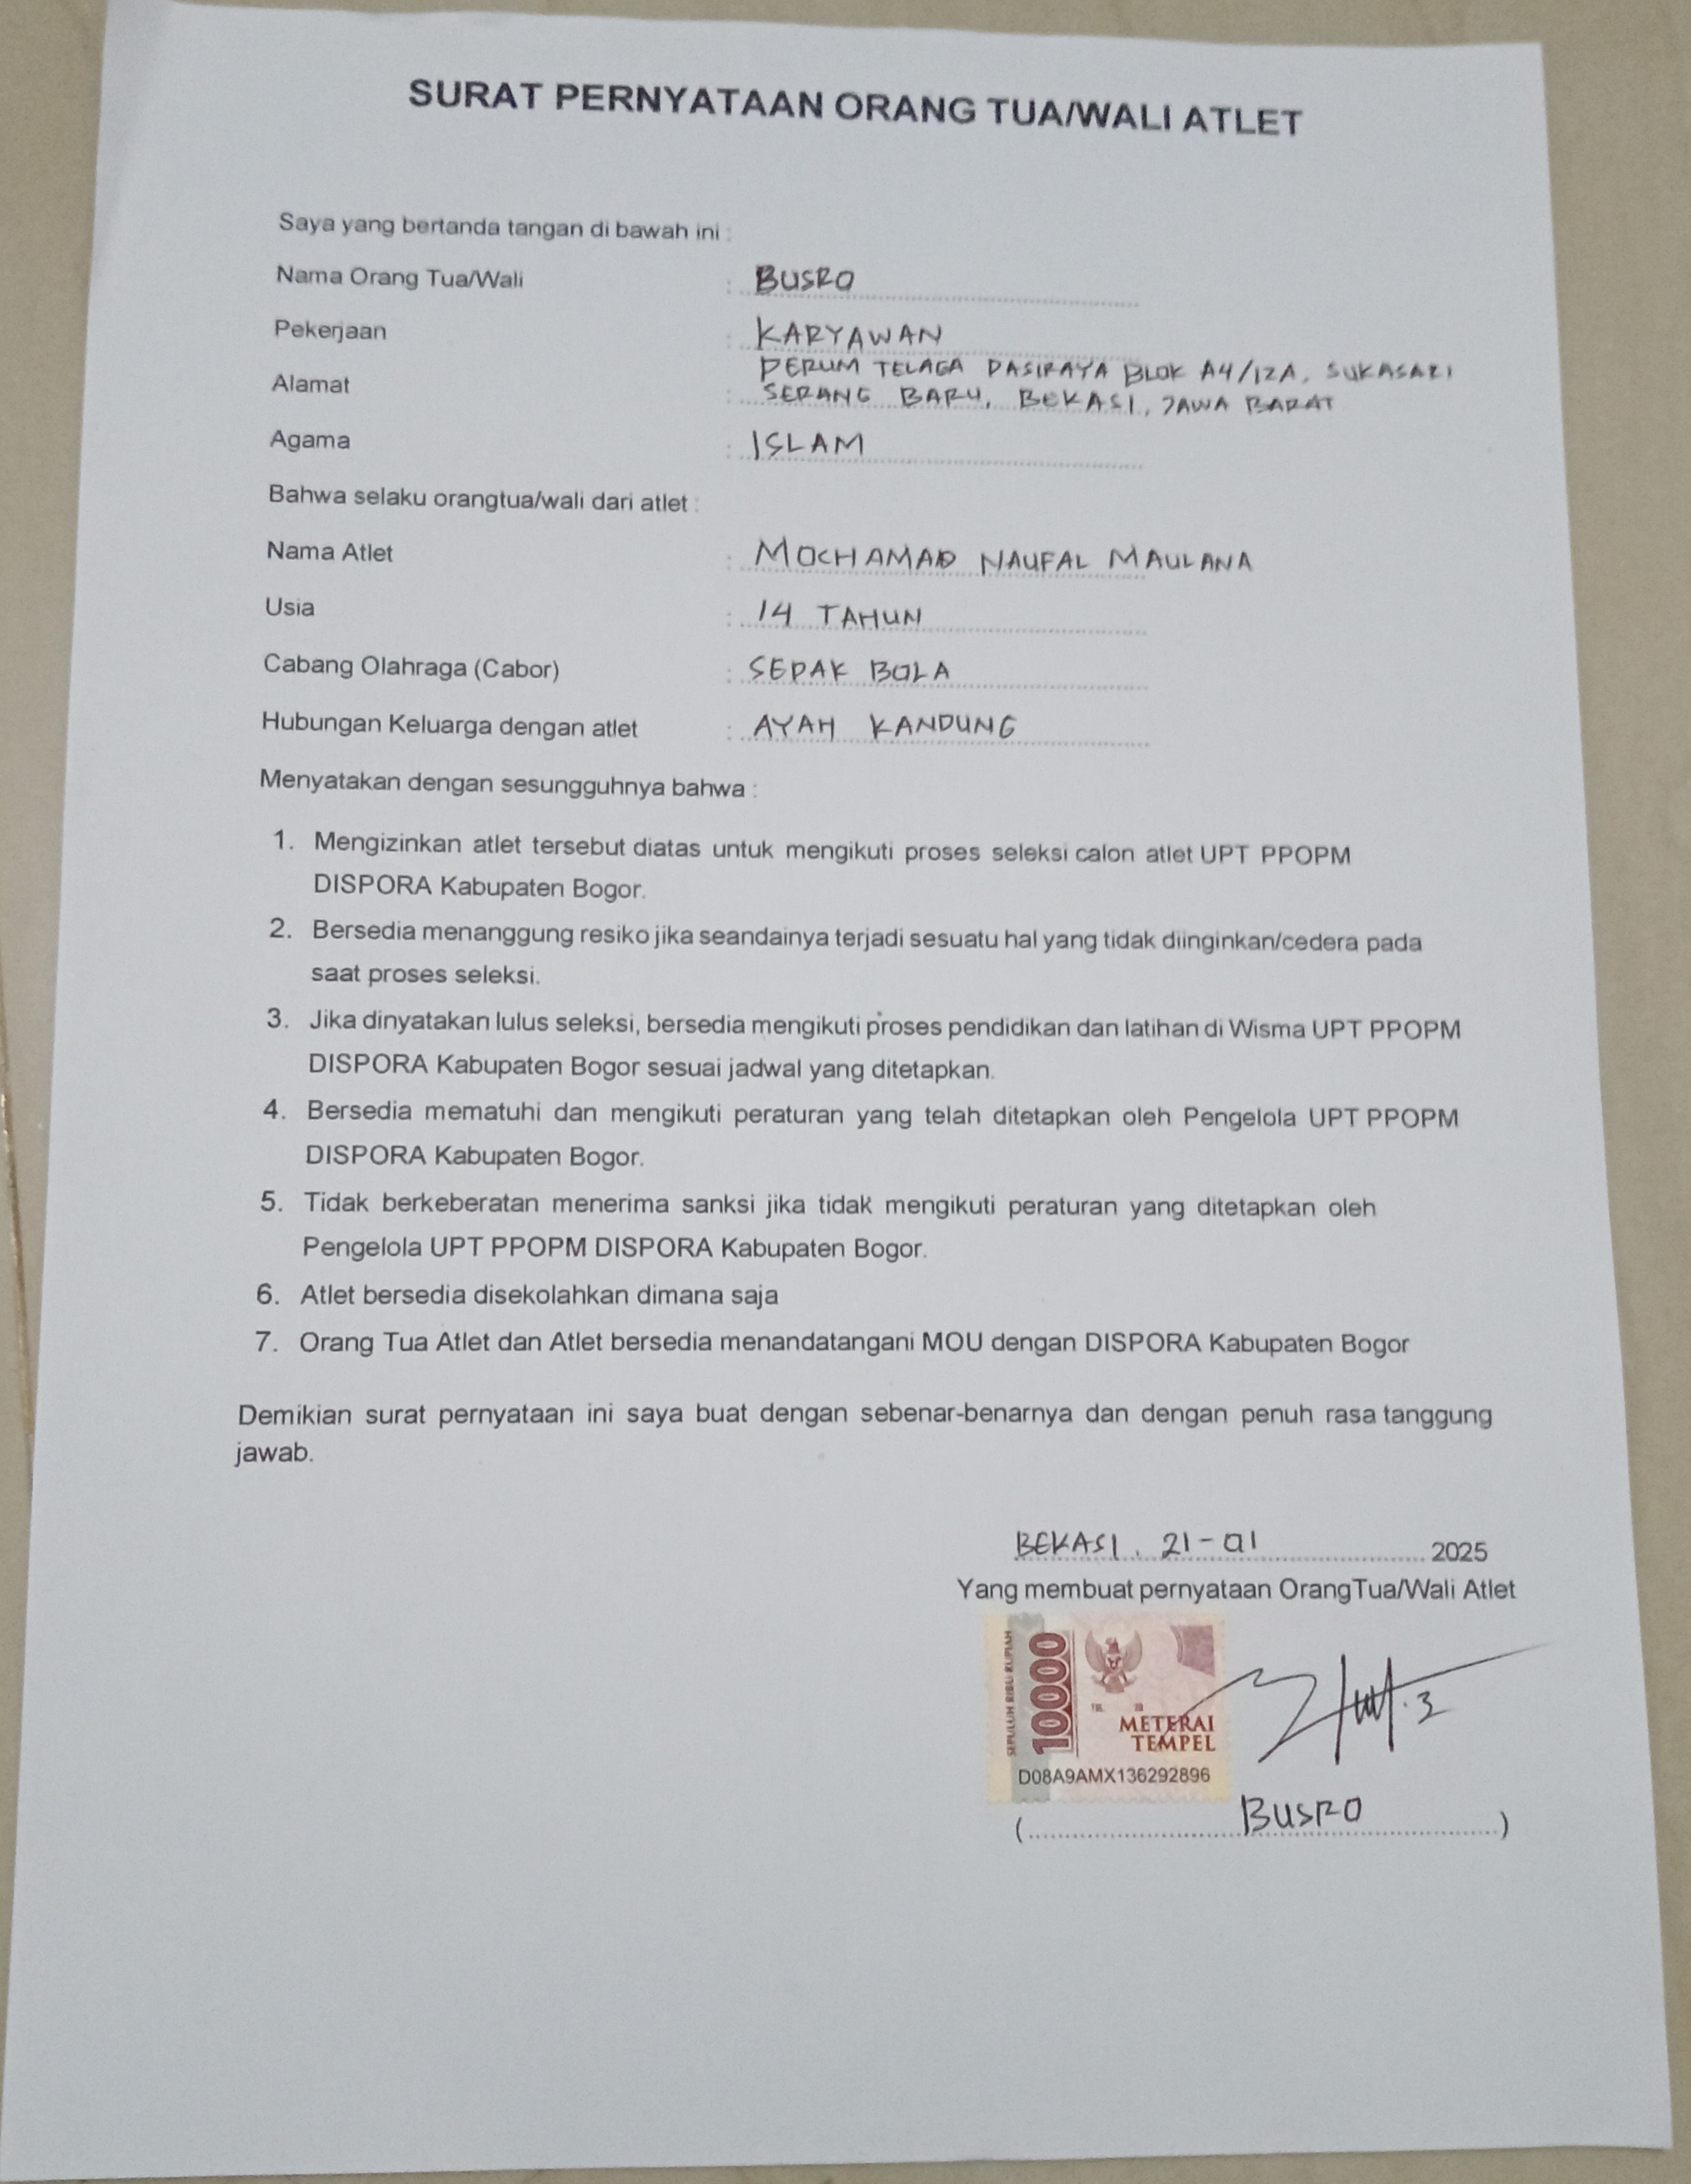 SURAT PERNYATAAN ORANG TUA/WALI ATLET
Saya yang bertanda tangan di bawah ini :
Nama Orang Tua/Wali : BUSRO
Pekerjaan : KARYAWAN
Alamat : PERUM TELAGA PASIRAYA BLOK A4/12A, SUKASARI
SERANG BARU, BEKASI, JAWA BARAT
Agama : ISLAM
Bahwa selaku orangtua/wali dari atlet :
Nama Atlet : MOCHAMAD NAUFAL MAULANA
Usia : 14 TAHUN
Cabang Olahraga (Cabor) : SEPAK BOLA
Hubungan Keluarga dengan atlet : AYAH KANDUNG
Menyatakan dengan sesungguhnya bahwa :
1. Mengizinkan atlet tersebut diatas untuk mengikuti proses seleksi calon atlet UPT PPOPM
DISPORA Kabupaten Bogor.
2. Bersedia menanggung resiko jika seandainya terjadi sesuatu hal yang tidak diinginkan/cedera pada
saat proses seleksi.
3. Jika dinyatakan lulus seleksi, bersedia mengikuti proses pendidikan dan latihan di Wisma UPT PPOPM
DISPORA Kabupaten Bogor sesuai jadwal yang ditetapkan.
4. Bersedia mematuhi dan mengikuti peraturan yang telah ditetapkan oleh Pengelola UPT PPOPM
DISPORA Kabupaten Bogor.
5. Tidak berkeberatan menerima sanksi jika tidak mengikuti peraturan yang ditetapkan oleh
Pengelola UPT PPOPM DISPORA Kabupaten Bogor.
6. Atlet bersedia disekolahkan dimana saja
7. Orang Tua Atlet dan Atlet bersedia menandatangani MOU dengan DISPORA Kabupaten Bogor
Demikian surat pernyataan ini saya buat dengan sebenar-benarnya dan dengan penuh rasa tanggung
jawab.
BEKASI, 21-01 2025
Yang membuat pernyataan OrangTua/Wali Atlet
SEPULUH RIBU RUPIAH
10000
TGL. 20
METERAI
TEMPEL
D08A9AMX136292896
(BUSRO)